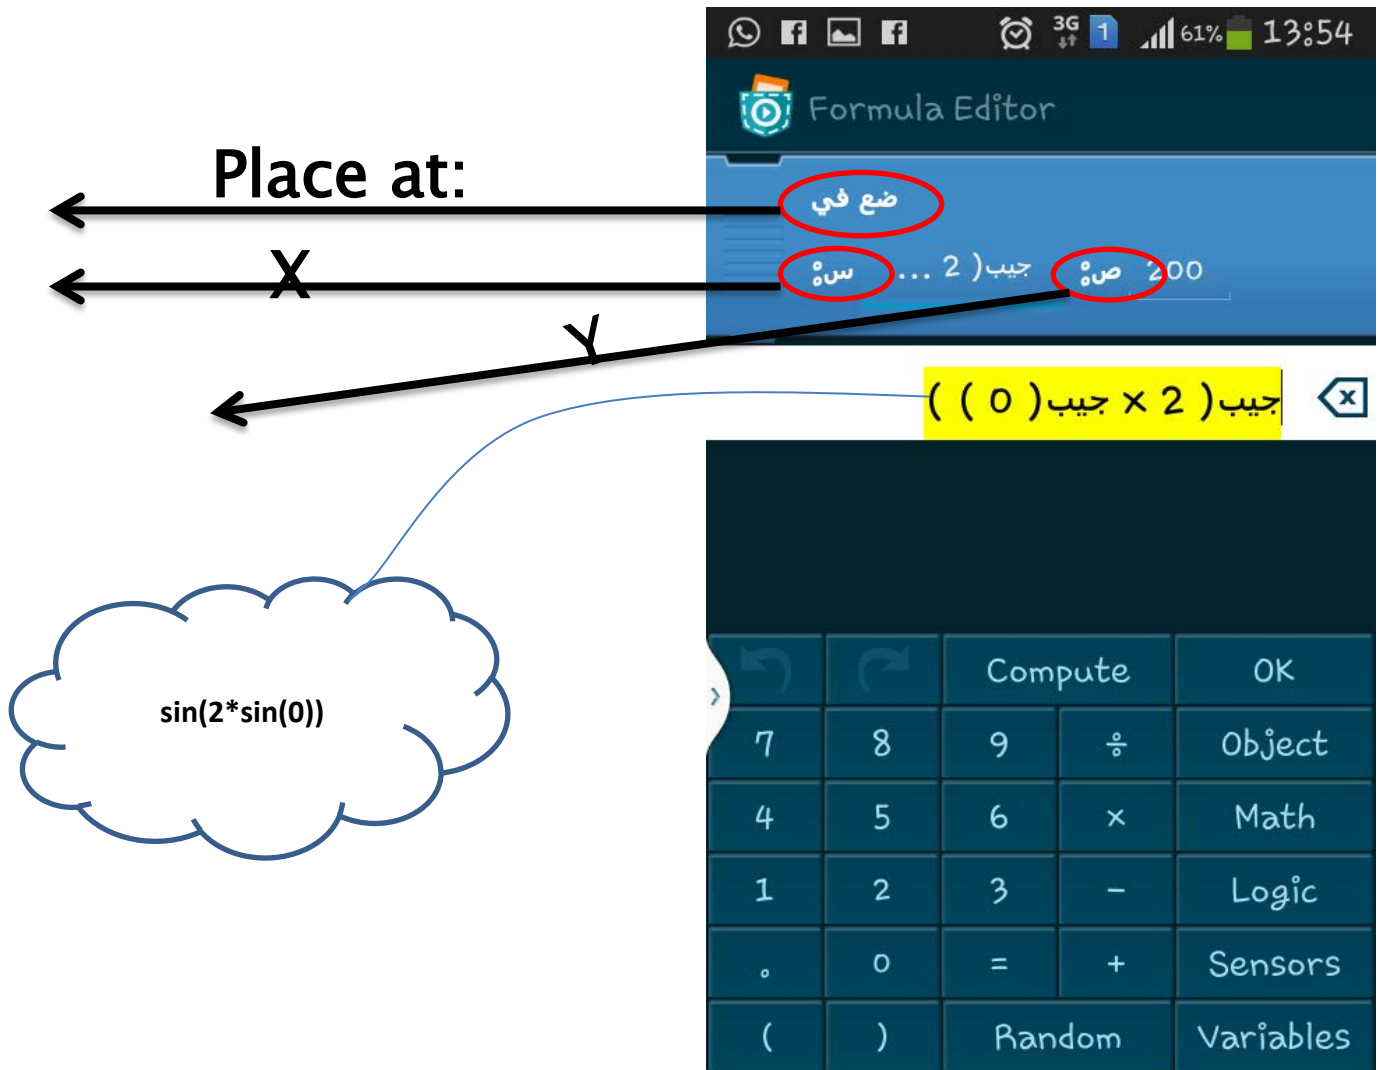 3G 1 61% 13:54
Formula Editor
Place at:
ضع في
X
س: جيب( 2 ... ص: 200
Y
جيب( 2 × جيب( 0 ) )
sin(2*sin(0))
Compute OK
7 8 9 ÷ Object
4 5 6 × Math
1 2 3 - Logic
. 0 = + Sensors
( ) Random Variables